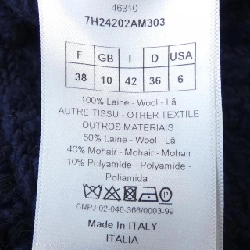 46810
7H24202AM303
F GB I D USA
38 10 42 36 6
100% Laine - Wool - Lã
AUTRE TISSU - OTHER TEXTILE
OUTROS MATERIAIS
50% Laine - Wool - Lã
40% Mohair - Mohair - Mohair
10% Polyamide - Polyamide -
Poliamida
Made In ITALY
ITALIA